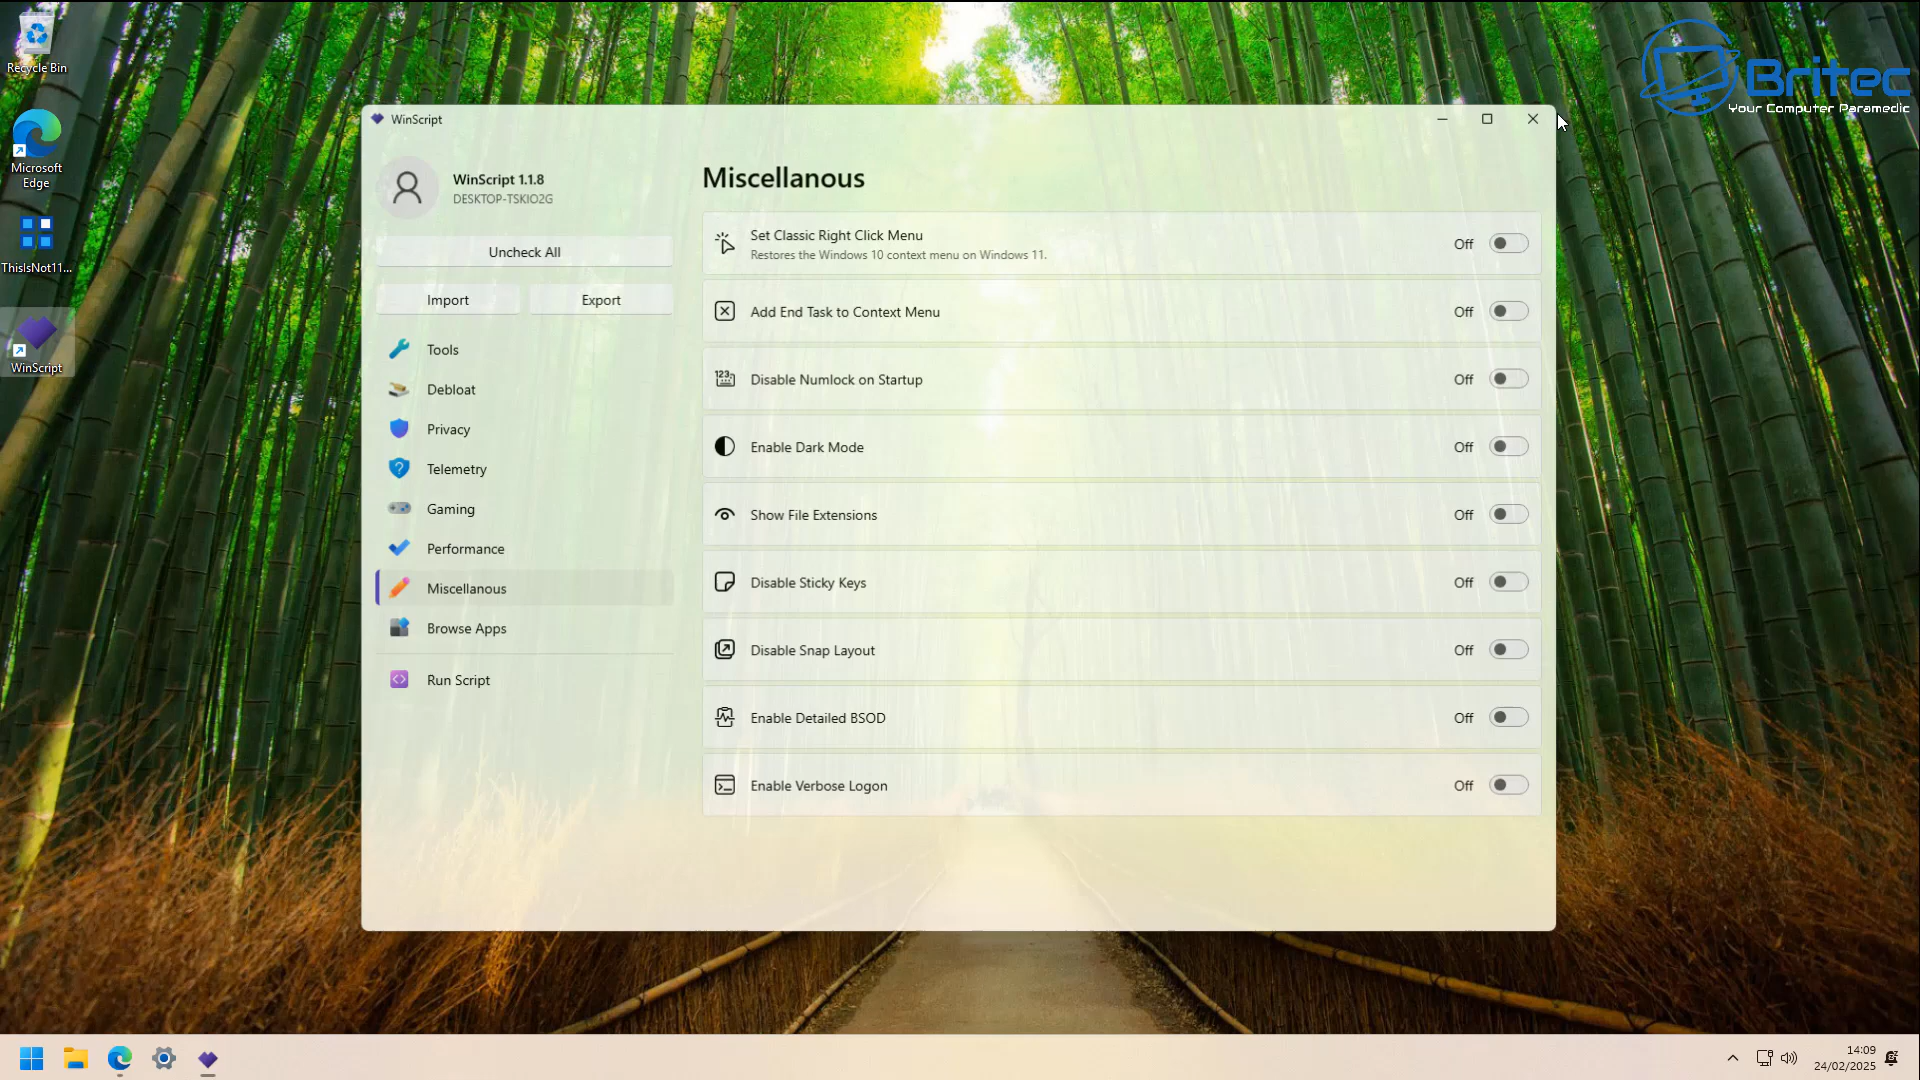 Recycle Bin
Microsoft
Edge
ThisIsNot11...
WinScript
Britec
Your Computer Paramedic
WinScript
WinScript 1.1.8
DESKTOP-TSKIO2G
Uncheck All
Import
Export
Tools
Debloat
Privacy
Telemetry
Gaming
Performance
Miscellanous
Browse Apps
Run Script
Miscellanous
Set Classic Right Click Menu
Restores the Windows 10 context menu on Windows 11.
Off
Add End Task to Context Menu
Off
123
Disable Numlock on Startup
Off
Enable Dark Mode
Off
Show File Extensions
Off
Disable Sticky Keys
Off
Disable Snap Layout
Off
Enable Detailed BSOD
Off
Enable Verbose Logon
Off
14:09
24/02/2025